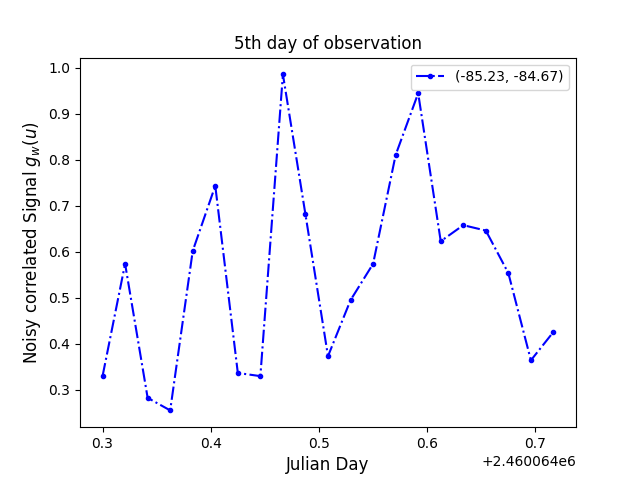 5th day of observation
(-85.23, -84.67)
Noisy correlated Signal g_w(u)
1.0
0.9
0.8
0.7
0.6
0.5
0.4
0.3
0.3 0.4 0.5 0.6 0.7
+2.460064e6
Julian Day